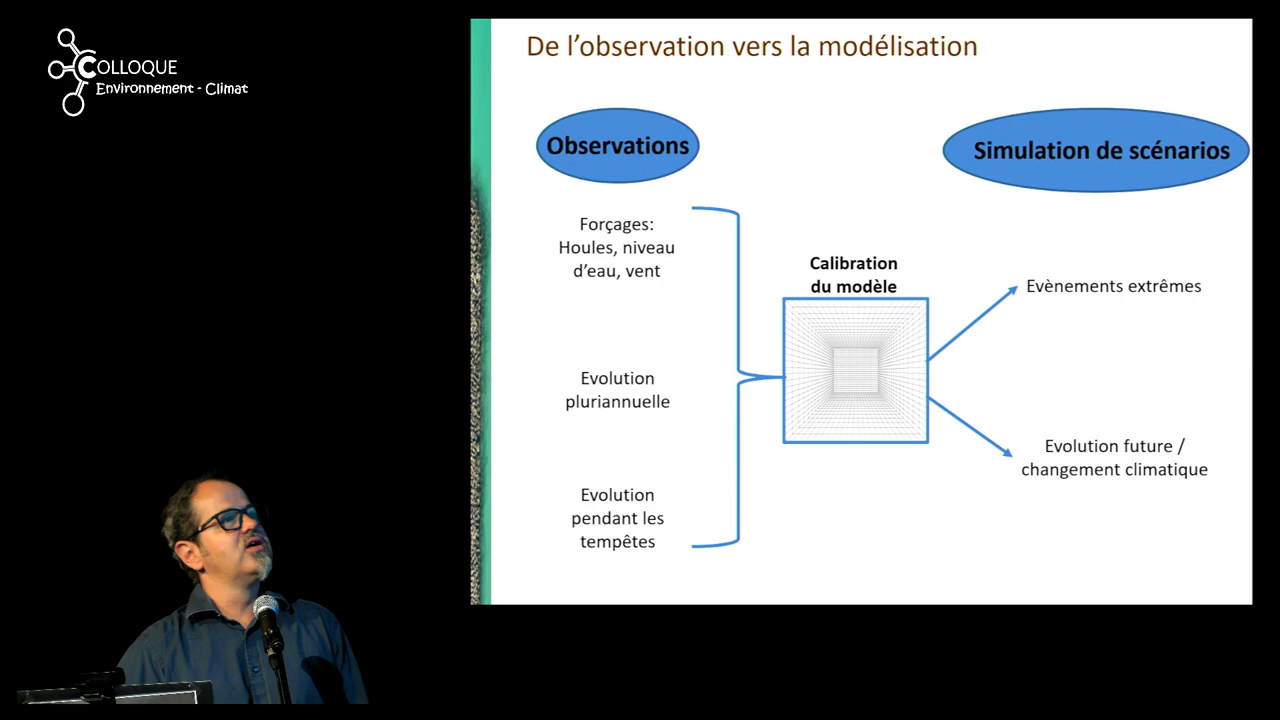 COLLOQUE
Environnement - Climat
De l'observation vers la modélisation
Observations
Simulation de scénarios
Forçages:
Houles, niveau
d'eau, vent
Calibration
du modèle
Evènements extrêmes
Evolution
pluriannuelle
Evolution future /
changement climatique
Evolution
pendant les
tempêtes